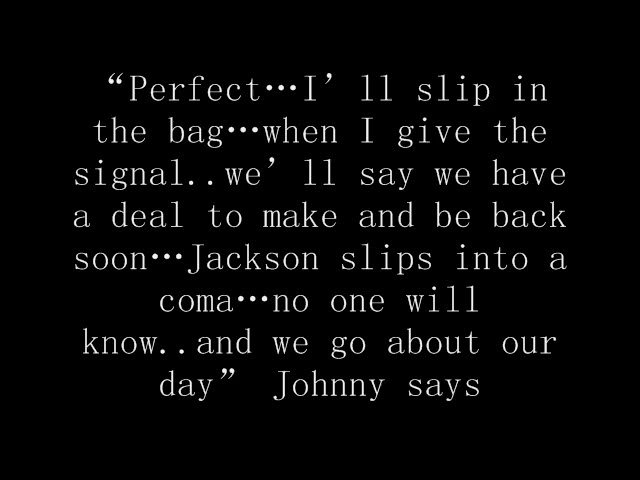 “Perfect…I’ll slip in
the bag…when I give the
signal..we’ll say we have
a deal to make and be back
soon…Jackson slips into a
coma…no one will
know..and we go about our
day” Johnny says